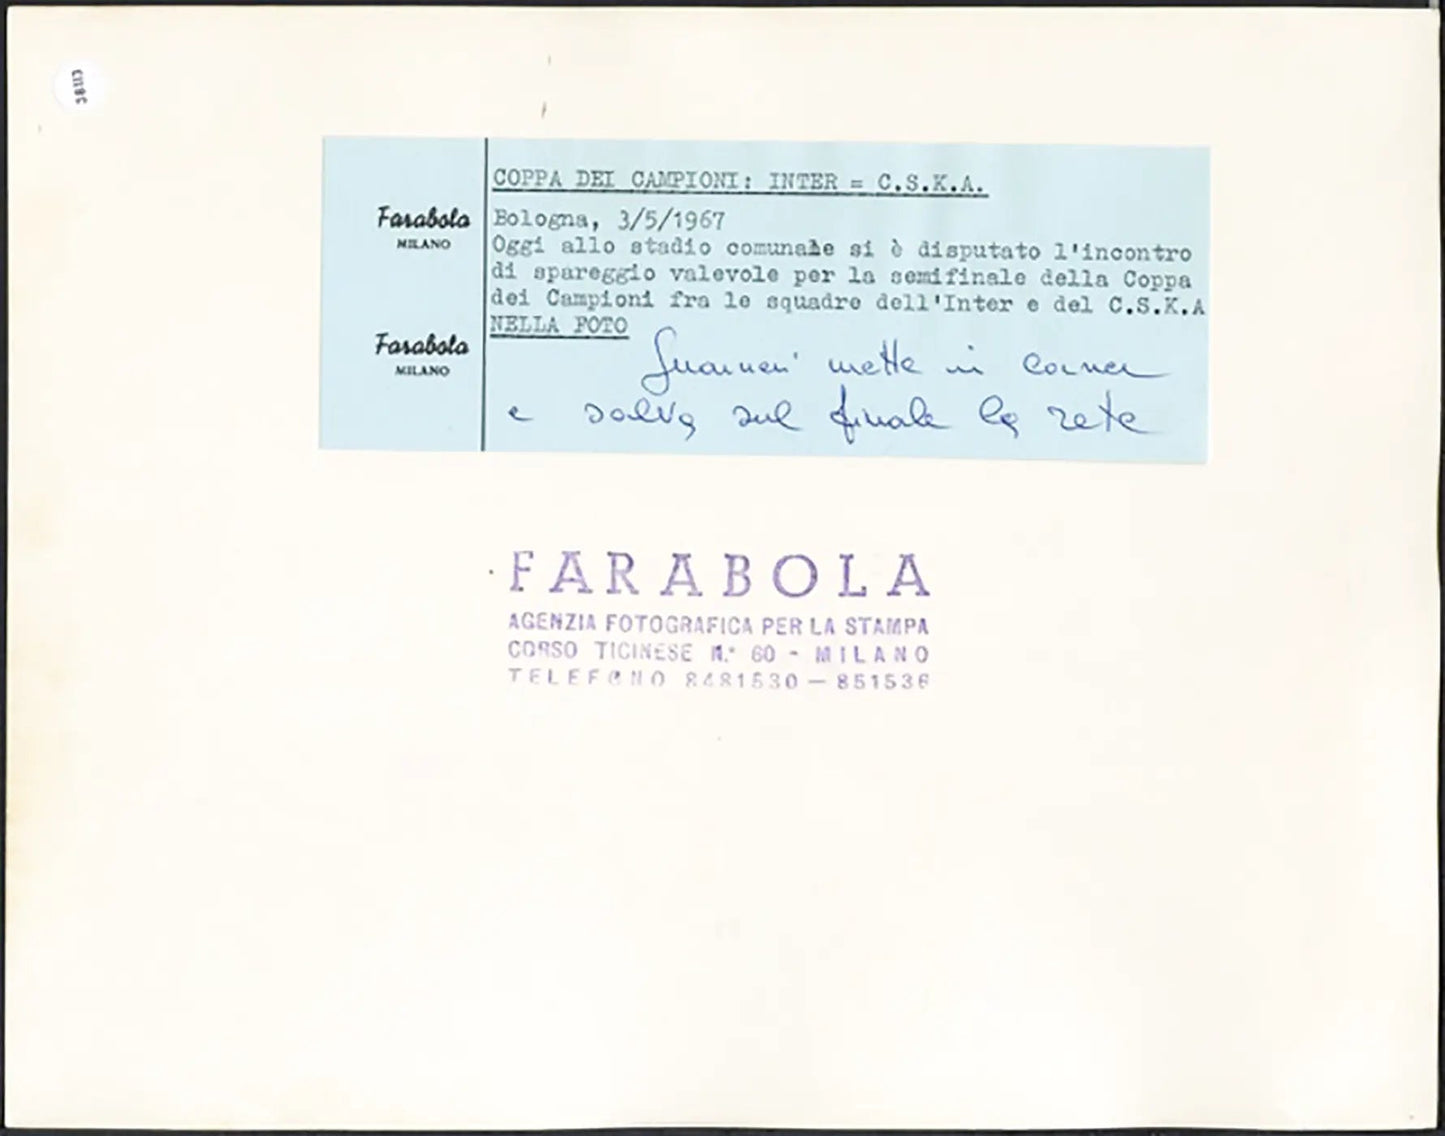 38113
Farabola
MILANO
Farabola
MILANO
COPPA DEI CAMPIONI: INTER = C.S.K.A.
Bologna, 3/5/1967
Oggi allo stadio comunale si è disputato l'incontro
di spareggio valevole per la semifinale della Coppa
dei Campioni fra le squadre dell'Inter e del C.S.K.A
NELLA FOTO
Guarneri mette in corner
e salva sul finale la rete
FARABOLA
AGENZIA FOTOGRAFICA PER LA STAMPA
CORSO TICINESE N.° 60 - MILANO
TELEFONO 8481530 — 851536